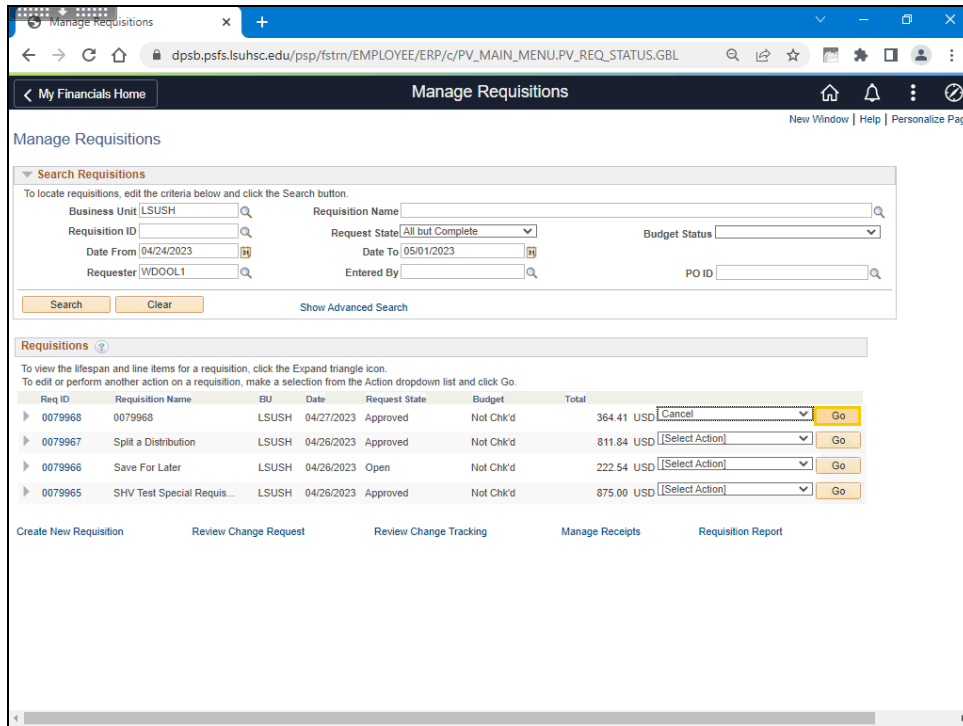 Manage Requisitions
dpsb.psfs.lsuhsc.edu/psp/fstrn/EMPLOYEE/ERP/c/PV_MAIN_MENU.PV_REQ_STATUS.GBL
My Financials Home Manage Requisitions
New Window | Help | Personalize Pag
Manage Requisitions
Search Requisitions
To locate requisitions, edit the criteria below and click the Search button.
Business Unit LSUSH Requisition Name
Requisition ID Request State All but Complete Budget Status
Date From 04/24/2023 Date To 05/01/2023
Requester WDOOL1 Entered By PO ID
Search Clear Show Advanced Search
Requisitions ?
To view the lifespan and line items for a requisition, click the Expand triangle icon.
To edit or perform another action on a requisition, make a selection from the Action dropdown list and click Go.
Req ID Requisition Name BU Date Request State Budget Total
0079968 0079968 LSUSH 04/27/2023 Approved Not Chk'd 364.41 USD Cancel Go
0079967 Split a Distribution LSUSH 04/26/2023 Approved Not Chk'd 811.84 USD [Select Action] Go
0079966 Save For Later LSUSH 04/26/2023 Open Not Chk'd 222.54 USD [Select Action] Go
0079965 SHV Test Special Requis... LSUSH 04/26/2023 Approved Not Chk'd 875.00 USD [Select Action] Go
Create New Requisition Review Change Request Review Change Tracking Manage Receipts Requisition Report